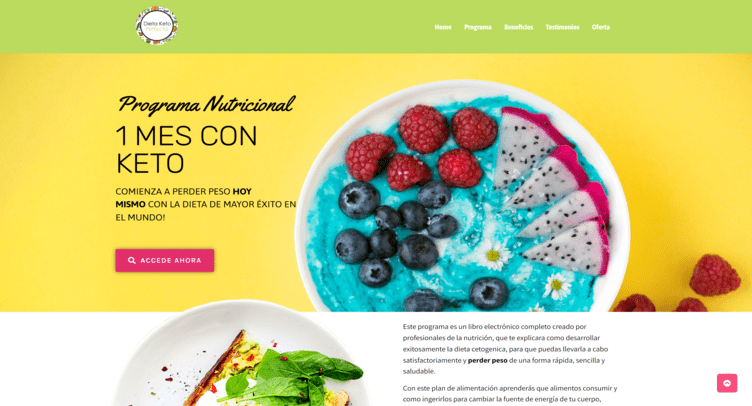 Dieta Keto
Home
Programa
Beneficios
Testimonios
Oferta
Programa Nutricional
1 MES CON
KETO
COMIENZA A PERDER PESO HOY
MISMO CON LA DIETA DE MAYOR ÉXITO EN
EL MUNDO!
ACCEDE AHORA
Este programa es un libro electrónico completo creado por
profesionales de la nutrición, que te explicara como desarrollar
exitosamente la dieta cetogenica, para que puedas llevarla a cabo
satisfactoriamente y perder peso de una forma rápida, sencilla y
saludable.
Con este plan de alimentación aprenderás que alimentos consumir y
como ingerirlos para cambiar la fuente de energía de tu cuerpo,